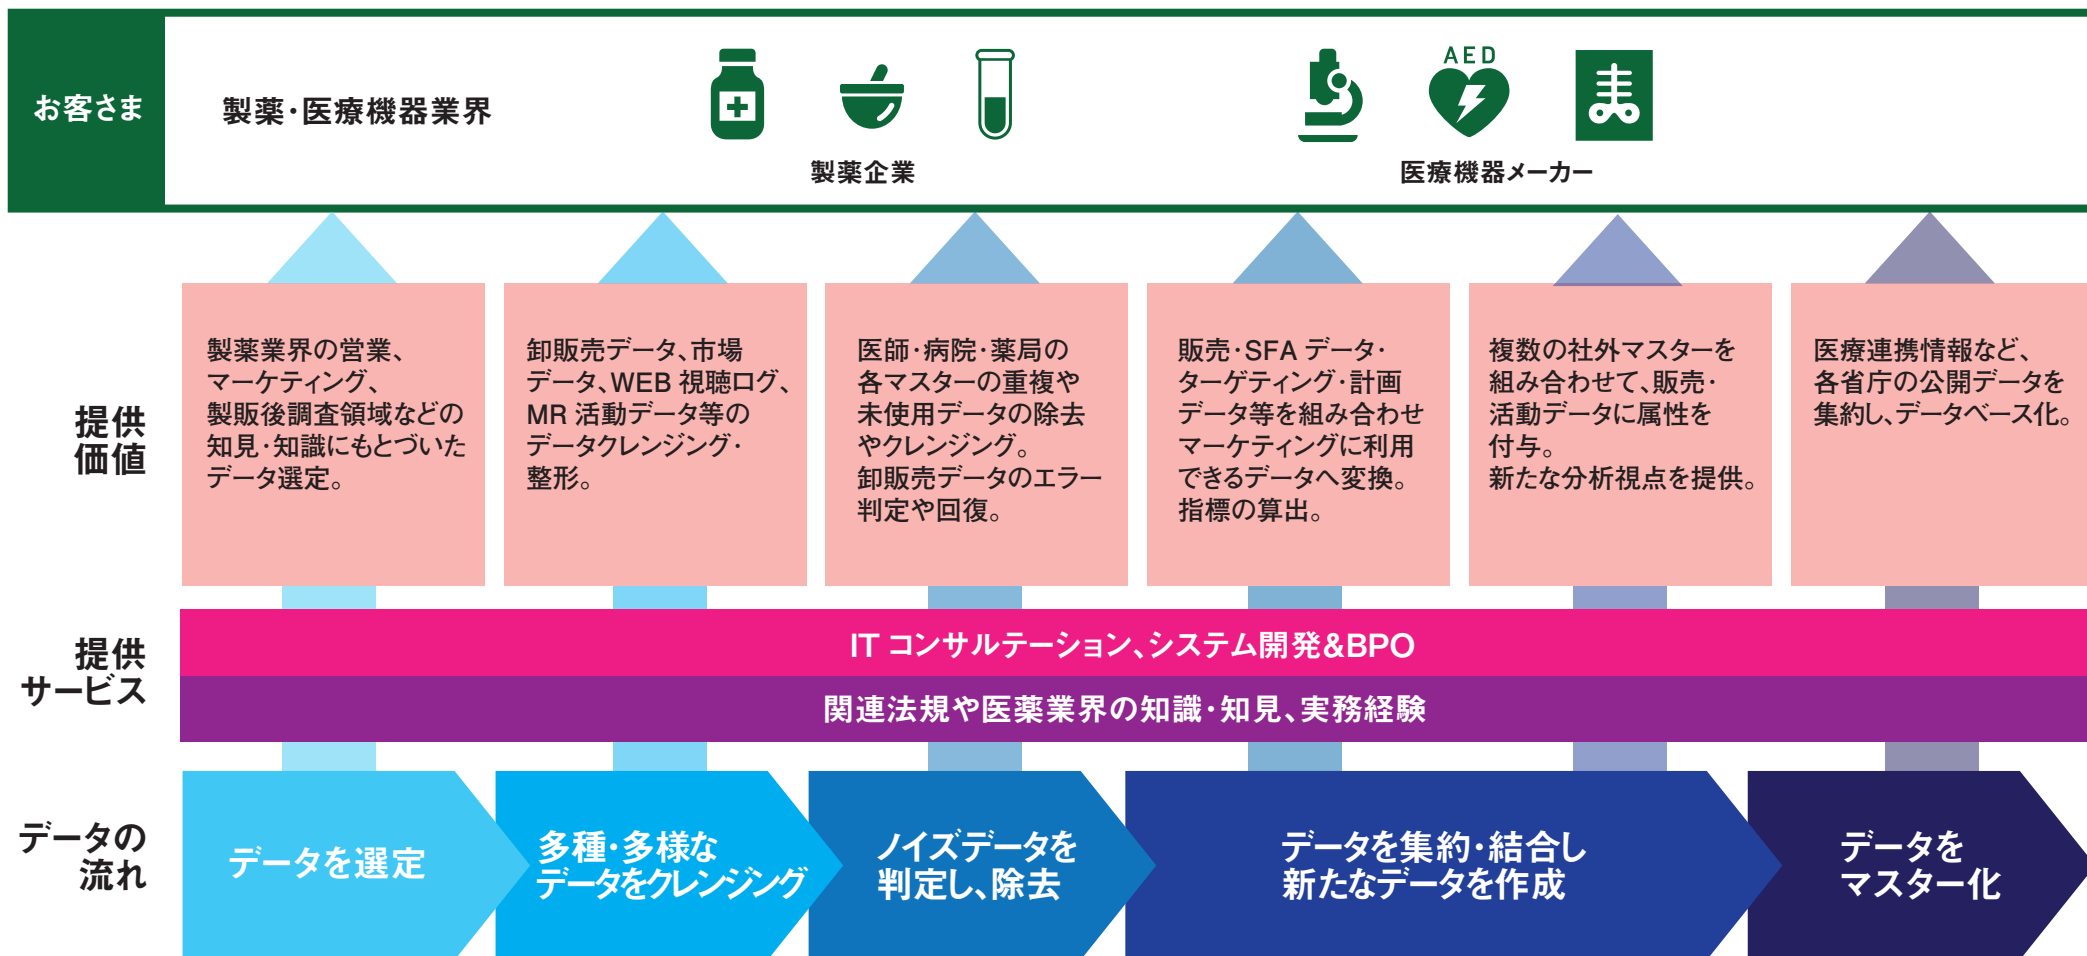 お客さま
製薬・医療機器業界
AED
製薬企業
医療機器メーカー
提供
価値
製薬業界の営業、
マーケティング、
製販後調査領域などの
知見・知識にもとづいた
データ選定。
卸販売データ、市場
データ、WEB 視聴ログ、
MR 活動データ等の
データクレンジング・
整形。
医師・病院・薬局の
各マスターの重複や
未使用データの除去
やクレンジング。
卸販売データのエラー
判定や回復。
販売・SFA データ・
ターゲティング・計画
データ等を組み合わせ
マーケティングに利用
できるデータへ変換。
指標の算出。
複数の社外マスターを
組み合わせて、販売・
活動データに属性を
付与。
新たな分析視点を提供。
医療連携情報など、
各省庁の公開データを
集約し、データベース化。
提供
サービス
IT コンサルテーション、システム開発&BPO
関連法規や医薬業界の知識・知見、実務経験
データの
流れ
データを選定
多種・多様な
データをクレンジング
ノイズデータを
判定し、除去
データを集約・結合し
新たなデータを作成
データを
マスター化